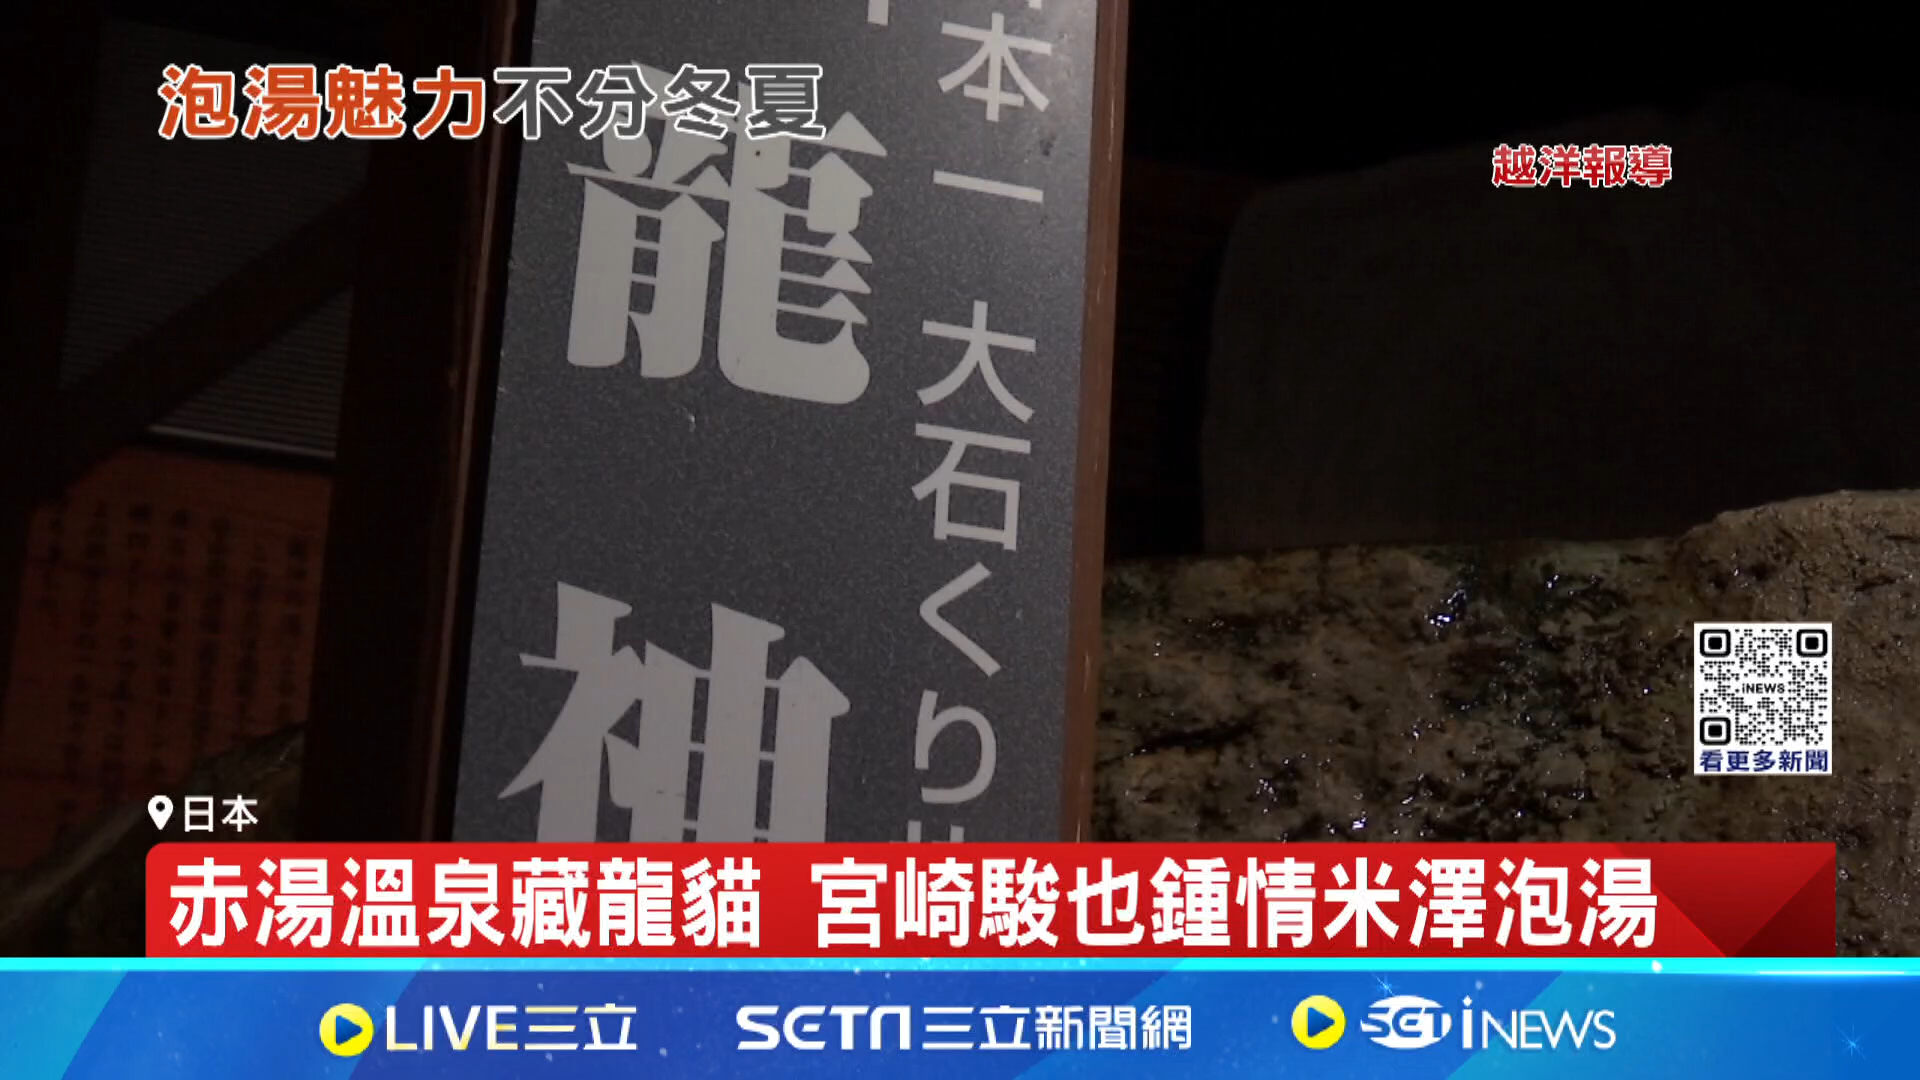 泡湯魅力不分冬夏
越洋報導
本一 大石くり
龍神
iNEWS
看更多新聞
日本
赤湯溫泉藏龍貓 宮崎駿也鍾情米澤泡湯
LIVE三立
SETN三立新聞網
SET iNEWS